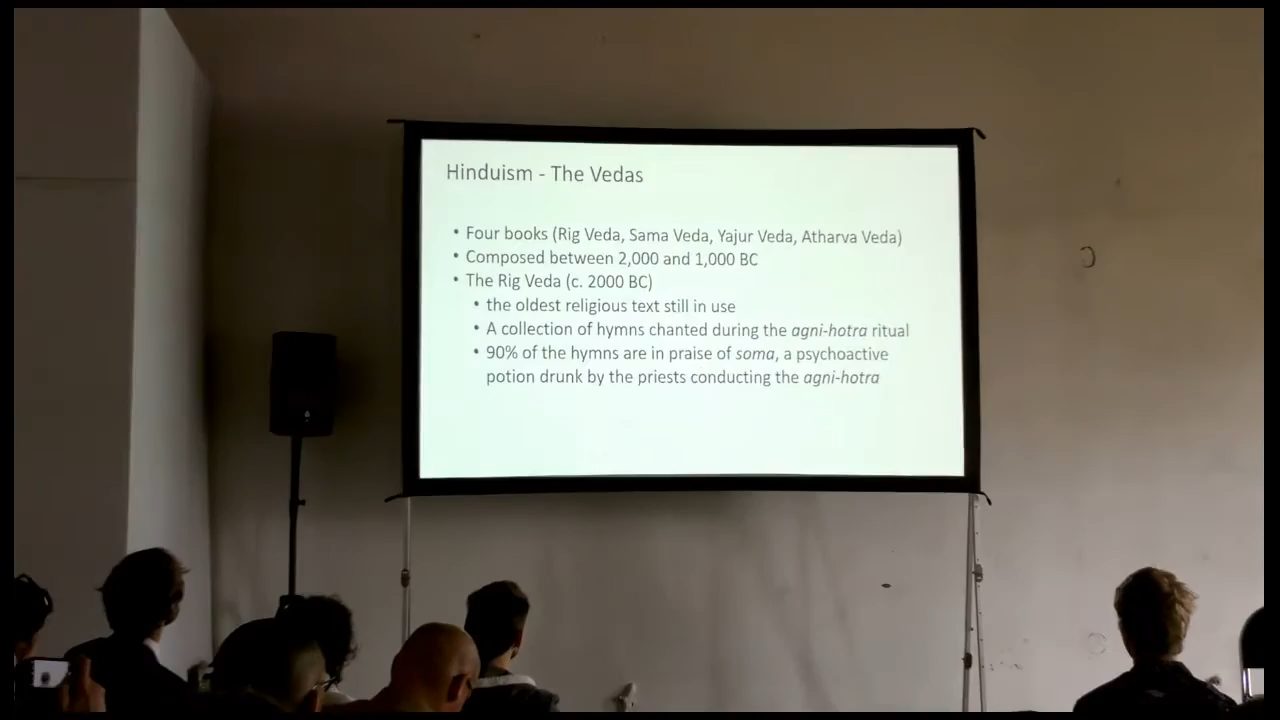 Hinduism - The Vedas
• Four books (Rig Veda, Sama Veda, Yajur Veda, Atharva Veda)
• Composed between 2,000 and 1,000 BC
• The Rig Veda (c. 2000 BC)
• the oldest religious text still in use
• A collection of hymns chanted during the agni-hotra ritual
• 90% of the hymns are in praise of soma, a psychoactive
potion drunk by the priests conducting the agni-hotra